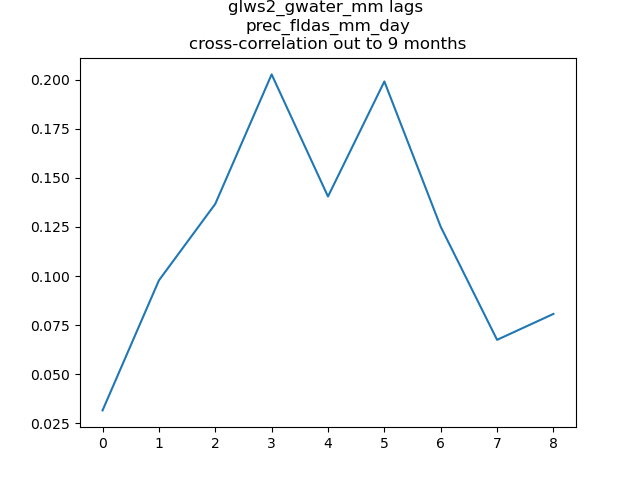 glws2_gwater_mm lags
prec_fldas_mm_day
cross-correlation out to 9 months
0.200
0.175
0.150
0.125
0.100
0.075
0.050
0.025
0 1 2 3 4 5 6 7 8